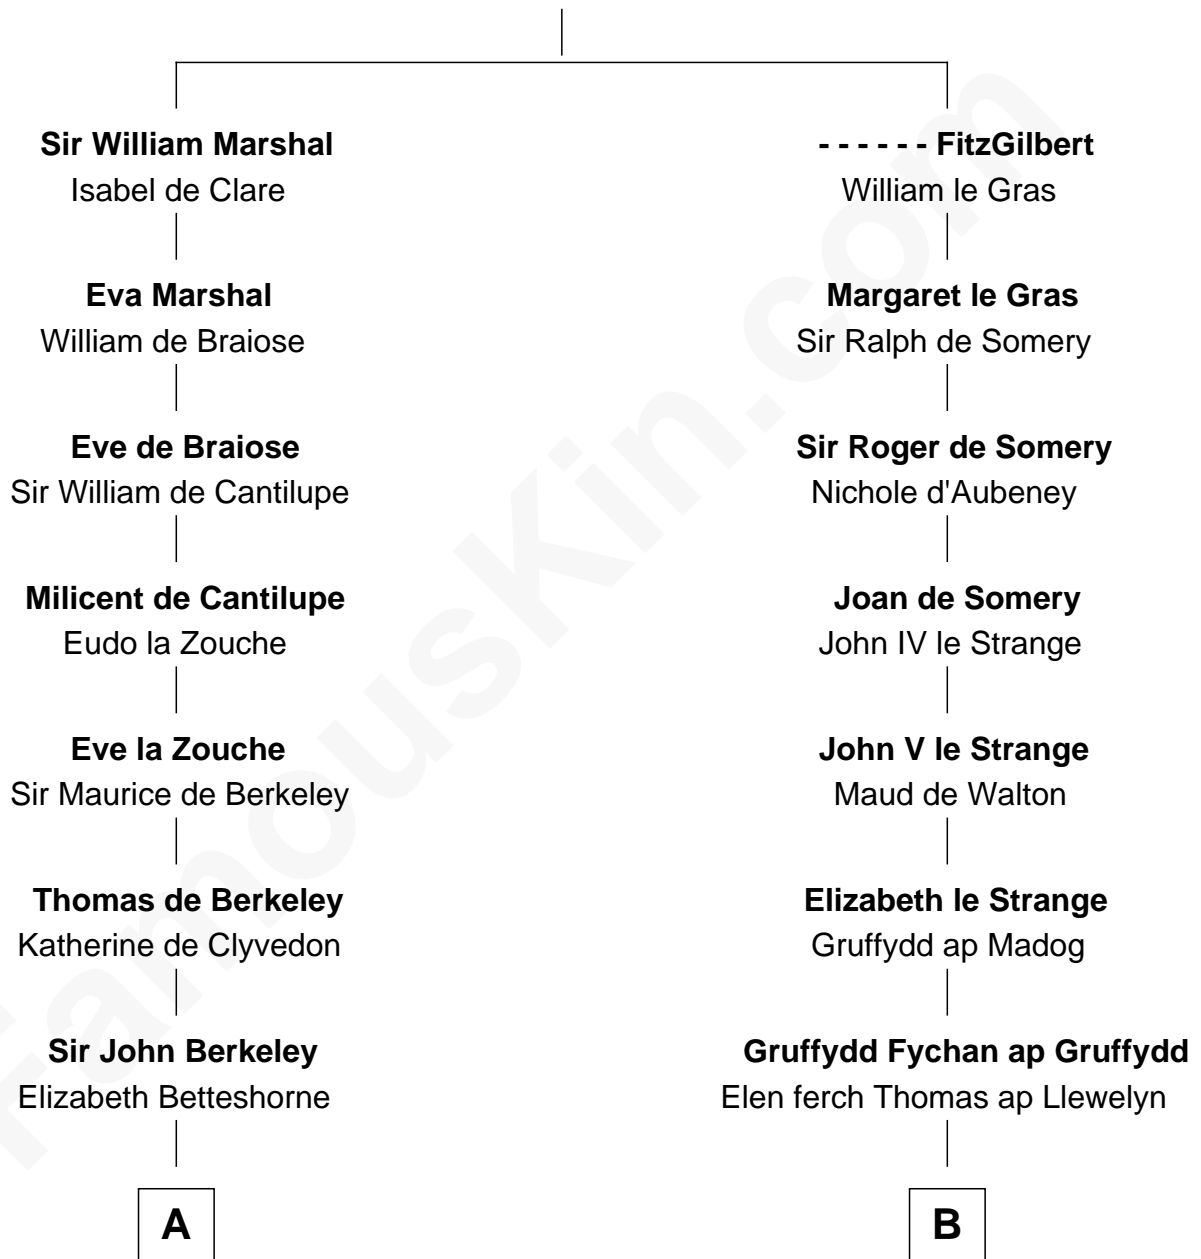 Sir William Marshal
Isabel de Clare
Eva Marshal
William de Braiose
Eve de Braiose
Sir William de Cantilupe
Milicent de Cantilupe
Eudo la Zouche
Eve la Zouche
Sir Maurice de Berkeley
Thomas de Berkeley
Katherine de Clyvedon
Sir John Berkeley
Elizabeth Betteshorne
A
- - - - - - FitzGilbert
William le Gras
Margaret le Gras
Sir Ralph de Somery
Sir Roger de Somery
Nichole d'Aubeney
Joan de Somery
John IV le Strange
John V le Strange
Maud de Walton
Elizabeth le Strange
Gruffydd ap Madog
Gruffydd Fychan ap Gruffydd
Elen ferch Thomas ap Llewelyn
B
FamousKin.com